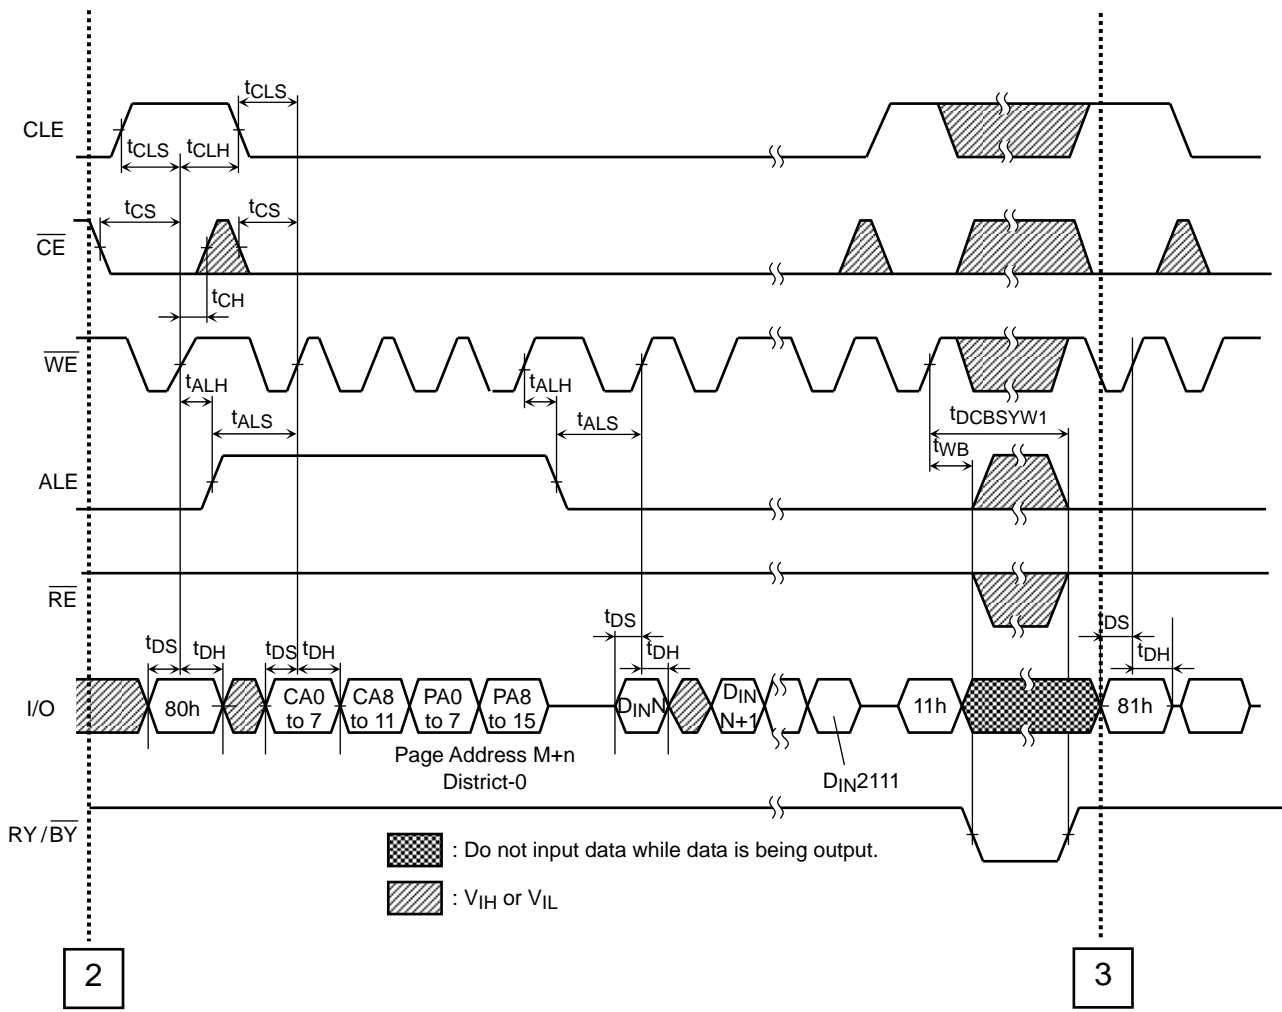 tCLS
CLE
tCLS
tCLH
tCS
tCS
CE
tCH
WE
tALH
tALH
tDCBSYW1
tALS
tALS
tWB
ALE
RE
tDS
tDH
tDS
tDH
tDS
tDH
DS
tDH
I/O
80h
CA0
to 7
CA8
to 11
PA0
to 7
PA8
to 15
DINN
DIN
N+1
11h
81h
Page Address M+n
District-0
DIN2111
RY/BY
: Do not input data while data is being output.
: VIH or VIL
2
3